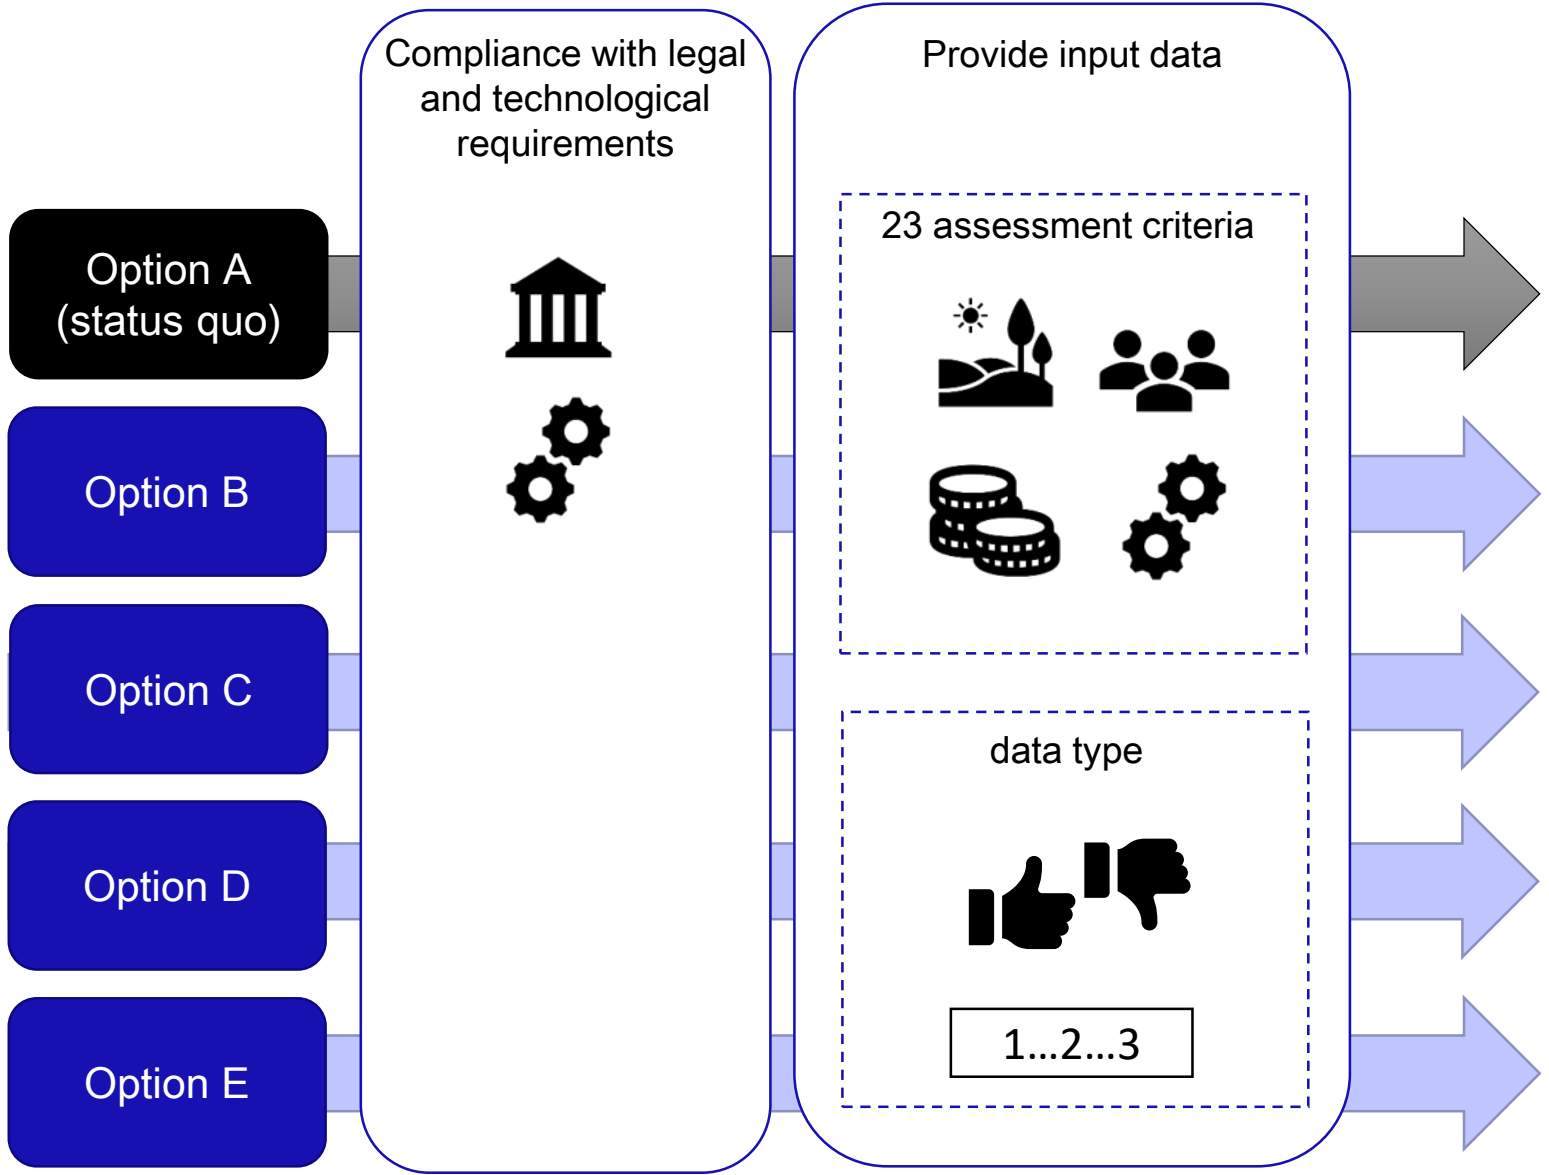 Compliance with legal
and technological
requirements
Provide input data
23 assessment criteria
Option A
(status quo)
Option B
Option C
data type
Option D
1...2...3
Option E